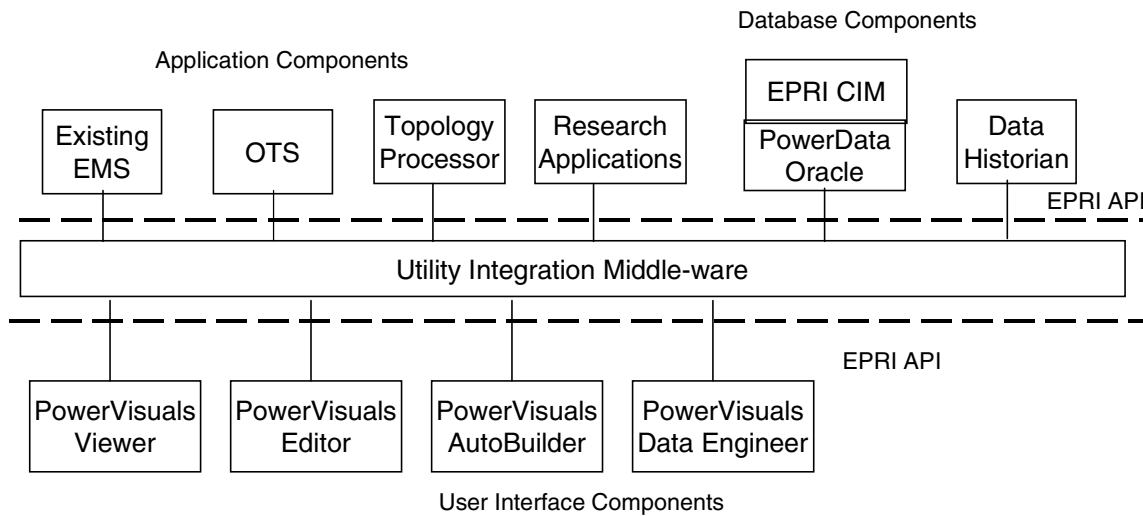 Database Components
Application Components
EPRI CIM
Existing
EMS
OTS
Topology
Processor
Research
Applications
PowerData
Oracle
Data
Historian
EPRI API
Utility Integration Middle-ware
EPRI API
PowerVisuals
Viewer
PowerVisuals
Editor
PowerVisuals
AutoBuilder
PowerVisuals
Data Engineer
User Interface Components